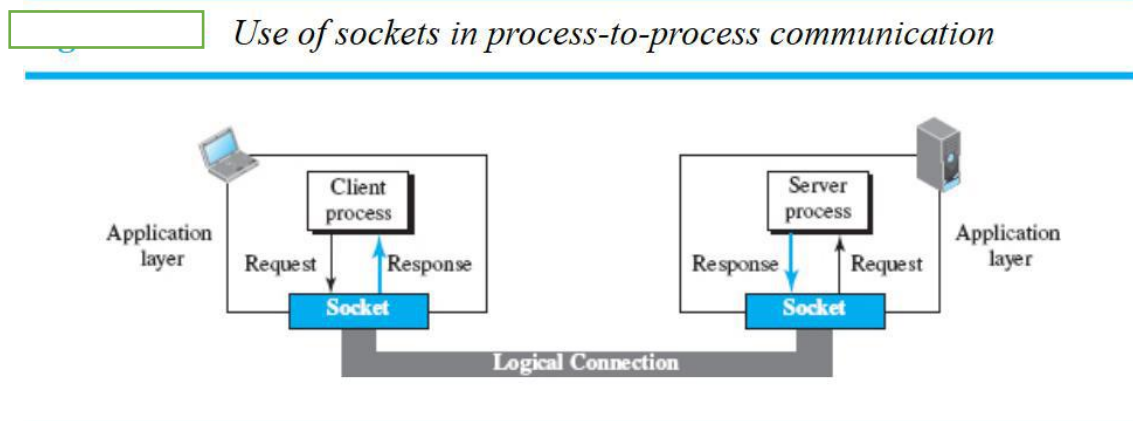 Use of sockets in process-to-process communication
Client
process
Server
process
Application
layer
Application
layer
Request
Response
Response
Request
Socket
Socket
Logical Connection